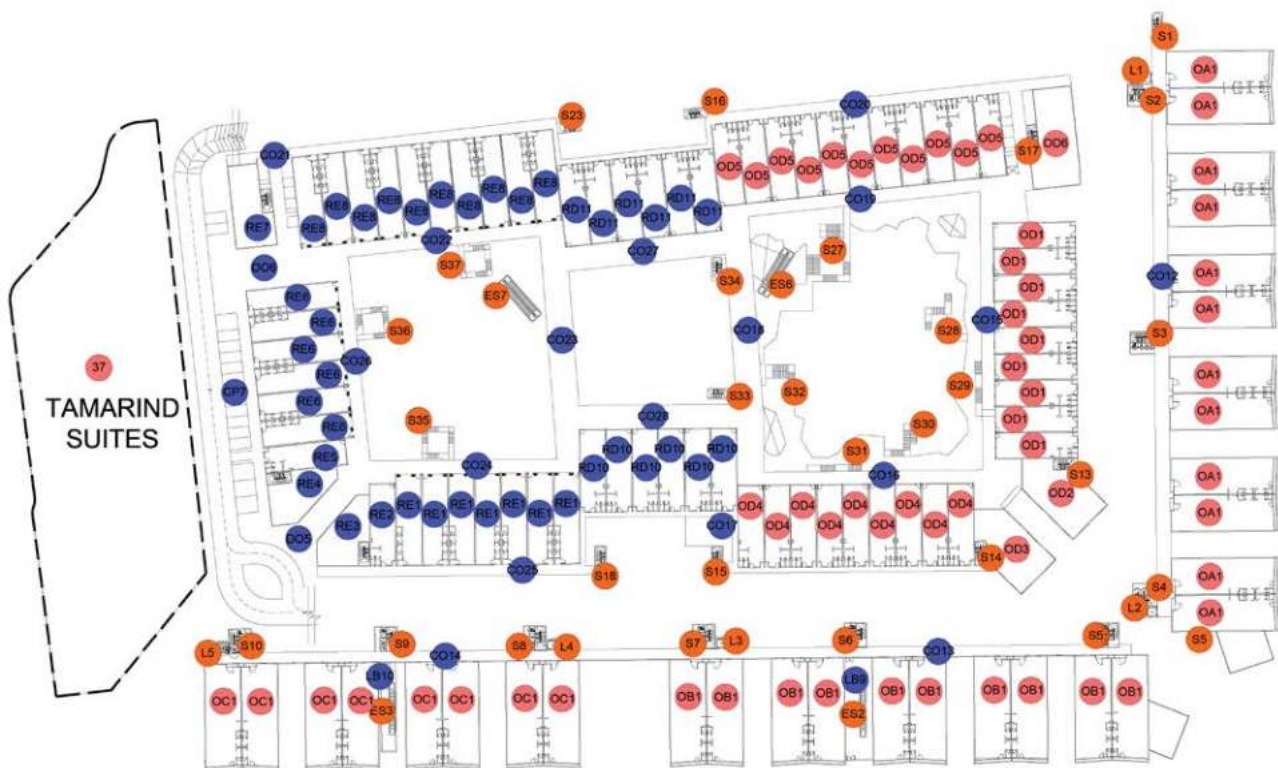 S1
L1
OA1
S2
OA1
S16
CO20
S23
S17
OD6
CO21
OD5
OD5
OD5
OD5
OD5
OD5
OD5
OD5
OD5
OD5
OA1
OA1
RE7
RE8
RE8
RE8
RE8
RE8
RE8
RE8
RE8
RE8
RE8
RD11
RD11
RD11
RD11
RD11
RD11
CO19
CO22
CO27
S27
OD1
DO6
S37
S34
ES6
OD1
CO12
OA1
OA1
RE6
RE6
RE6
RE6
RE6
RE6
ES7
OD1
OD1
S36
CO23
CO18
S28
CO15
S3
OD1
CO26
37
TAMARIND
SUITES
CP7
S33
S32
S29
OD1
OD1
OA1
OA1
S35
CO28
S30
OD1
OD1
RE5
RE4
CO24
RD10
RD10
RD10
RD10
RD10
RD10
S31
CO16
S13
OD2
OA1
OA1
DO5
RE3
RE2
RE1
RE1
RE1
RE1
RE1
RE1
RE1
CO17
OD4
OD4
OD4
OD4
OD4
OD4
OD4
OD4
OD4
S14
OD3
CO25
S18
S15
OA1
S4
L2
OA1
S5
L5
S10
S9
CO14
S8
L4
S7
L3
S6
CO13
S5
LB10
LB9
OC1
OC1
OC1
OC1
OC1
OC1
OC1
OC1
ES3
OB1
OB1
OB1
OB1
ES2
OB1
OB1
OB1
OB1
OB1
OB1